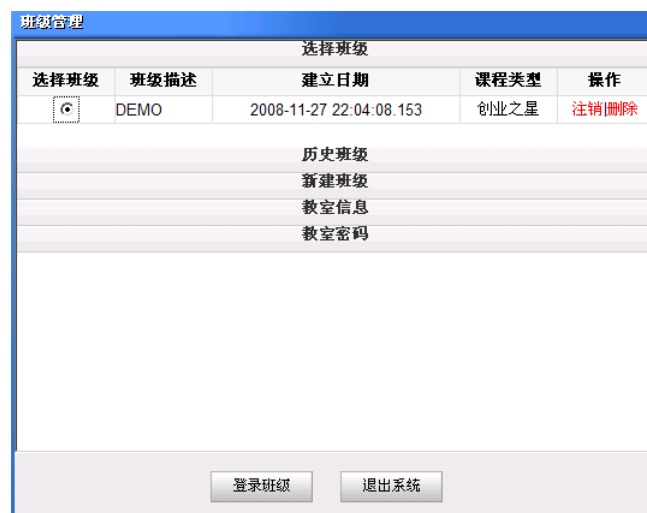 班级管理
选择班级
选择班级 班级描述 建立日期 课程类型 操作
DEMO 2008-11-27 22:04:08.153 创业之星 注销|删除
历史班级
新建班级
教室信息
教室密码
登录班级 退出系统